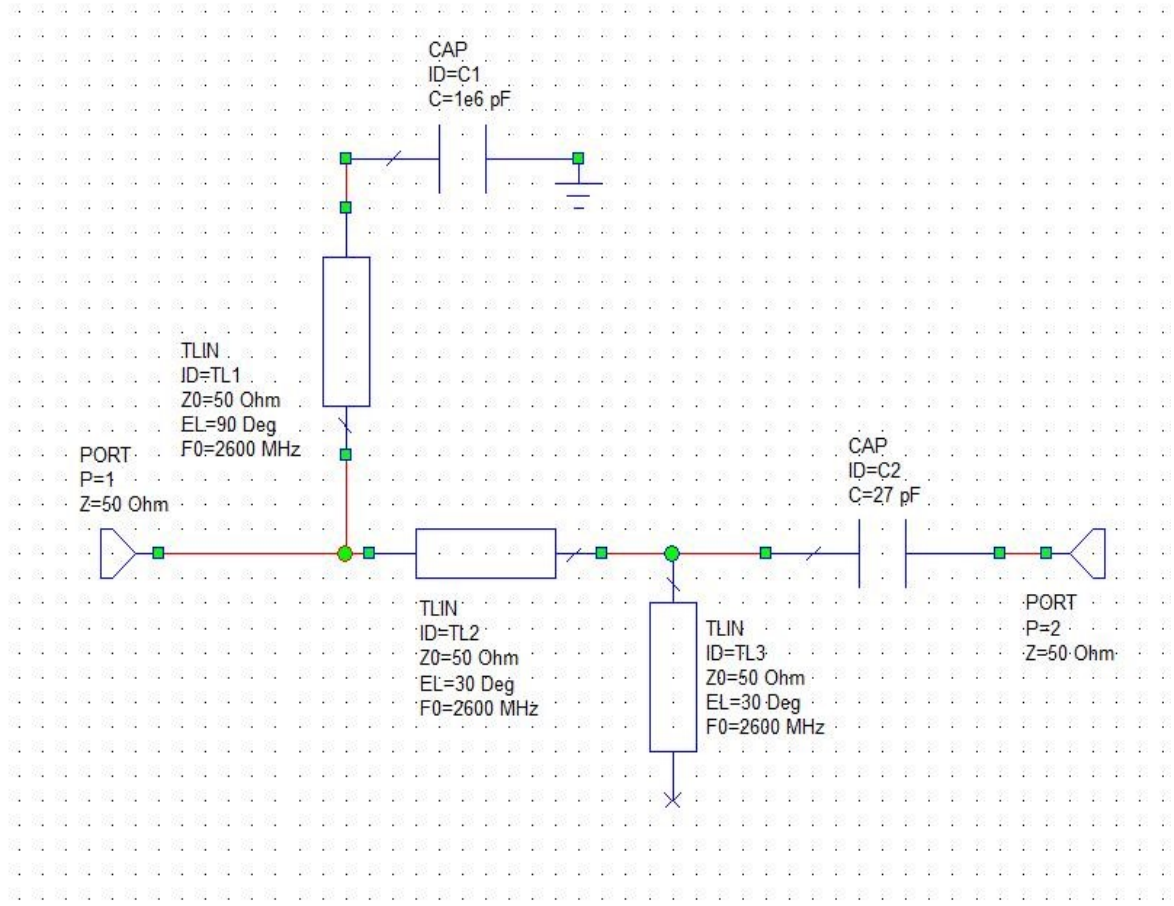 CAP
ID=C1
C=1e6 pF
TLIN
ID=TL1
Z0=50 Ohm
EL=90 Deg
F0=2600 MHz
PORT
P=1
Z=50 Ohm
CAP
ID=C2
C=27 pF
TLIN
ID=TL2
Z0=50 Ohm
EL=30 Deg
F0=2600 MHz
TLIN
ID=TL3
Z0=50 Ohm
EL=30 Deg
F0=2600 MHz
PORT
P=2
Z=50 Ohm